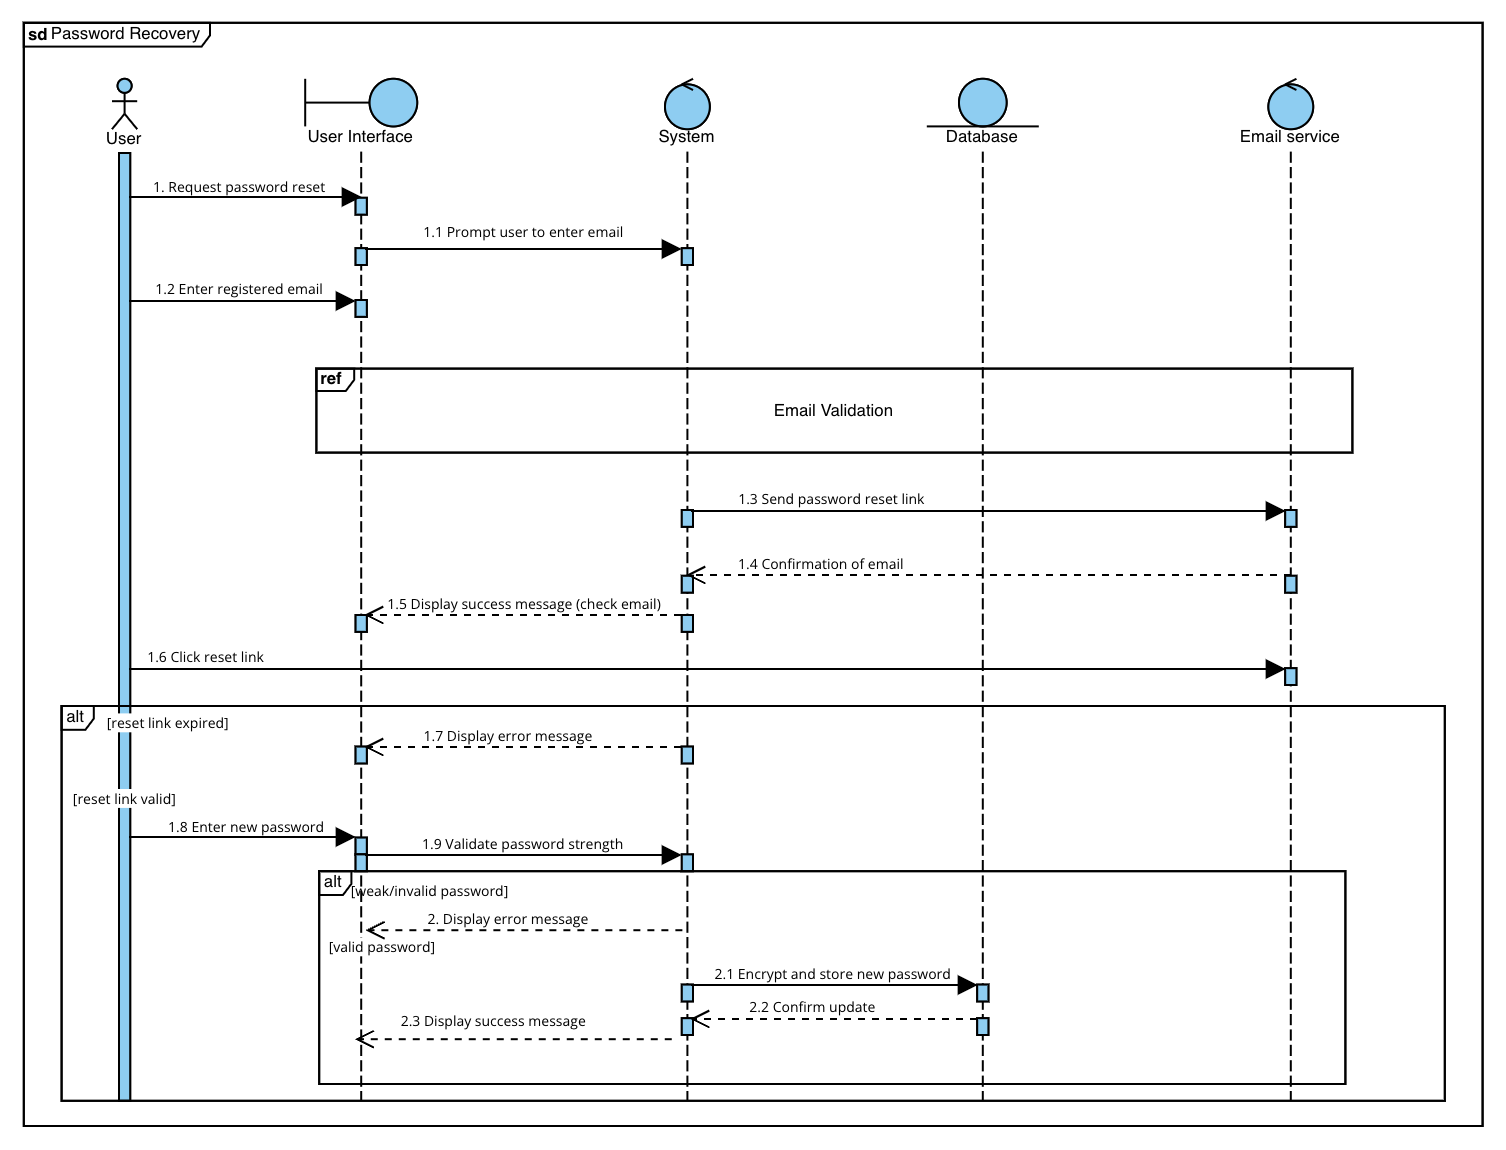 sd Password Recovery
User
User Interface
System
Database
Email service
1. Request password reset
1.1 Prompt user to enter email
1.2 Enter registered email
ref
Email Validation
1.3 Send password reset link
1.4 Confirmation of email
1.5 Display success message (check email)
1.6 Click reset link
alt
[reset link expired]
1.7 Display error message
[reset link valid]
1.8 Enter new password
1.9 Validate password strength
alt
[weak/invalid password]
2. Display error message
[valid password]
2.1 Encrypt and store new password
2.2 Confirm update
2.3 Display success message